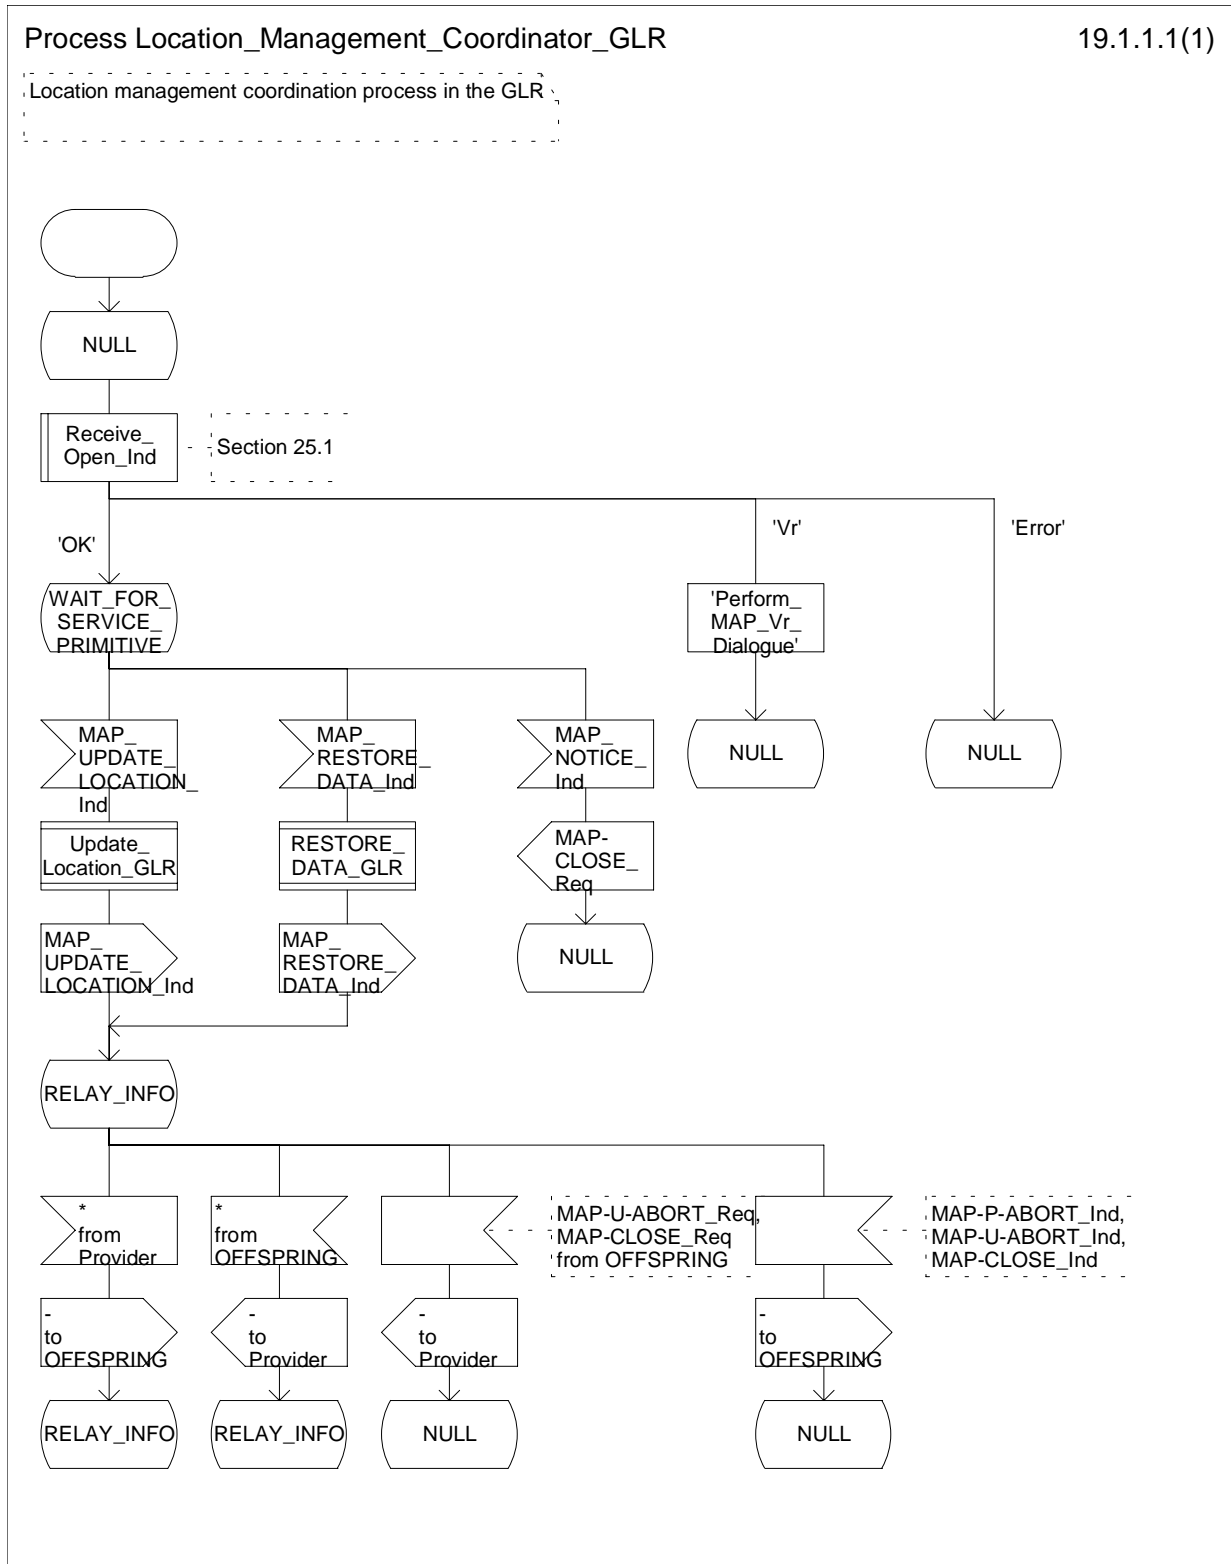 Process Location_Management_Coordinator_GLR
19.1.1.1(1)
Location management coordination process in the GLR
NULL
Receive_
Open_Ind
Section 25.1
'OK'
'Vr'
'Error'
WAIT_FOR_
SERVICE_
PRIMITIVE
'Perform_
MAP_Vr_
Dialogue'
MAP_
UPDATE_
LOCATION_
Ind
MAP_
RESTORE_
DATA_Ind
MAP_
NOTICE_
Ind
NULL
NULL
Update_
Location_GLR
RESTORE_
DATA_GLR
MAP-
CLOSE_
Req
MAP_
UPDATE_
LOCATION_Ind
MAP_
RESTORE_
DATA_Ind
NULL
RELAY_INFO
*
from
Provider
*
from
OFFSPRING
MAP-U-ABORT_Req,
MAP-CLOSE_Req
from OFFSPRING
MAP-P-ABORT_Ind,
MAP-U-ABORT_Ind,
MAP-CLOSE_Ind
-
to
OFFSPRING
-
to
Provider
-
to
Provider
-
to
OFFSPRING
RELAY_INFO
RELAY_INFO
NULL
NULL